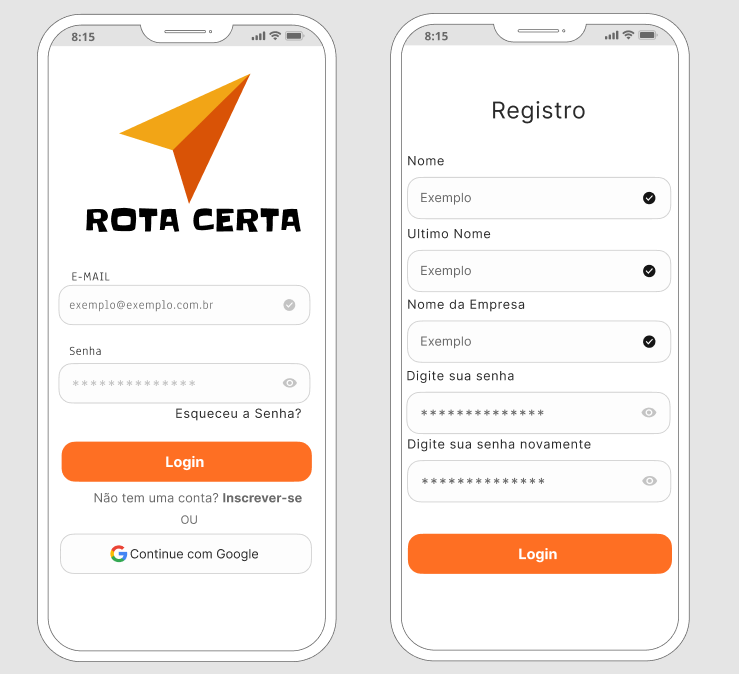 8:15
ROTA CERTA
E-MAIL
exemplo@exemplo.com.br
Senha
**************
Esqueceu a Senha?
Login
Não tem uma conta? Inscrever-se
OU
Continue com Google
8:15
Registro
Nome
Exemplo
Ultimo Nome
Exemplo
Nome da Empresa
Exemplo
Digite sua senha
**************
Digite sua senha novamente
**************
Login